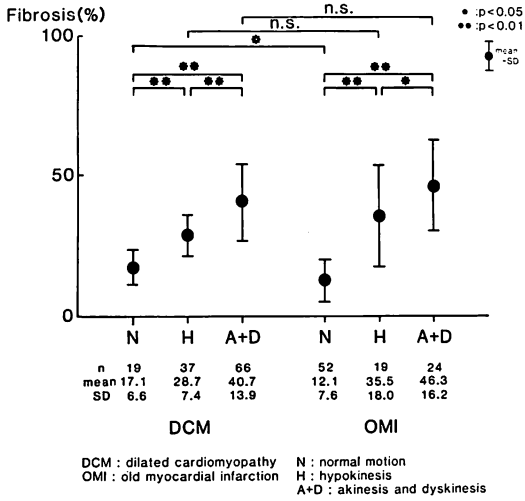 Fibrosis(%)
n.s.
• :p<0.05
•• :p<0.01
n.s.
100
*
mean
-SD
**
**
** **
** *
50
0
N H A+D N H A+D
n 19 37 66 52 19 24
mean 17.1 28.7 40.7 12.1 35.5 46.3
SD 6.6 7.4 13.9 7.6 18.0 16.2
DCM OMI
DCM : dilated cardiomyopathy N : normal motion
OMI : old myocardial infarction H : hypokinesis
A+D : akinesis and dyskinesis